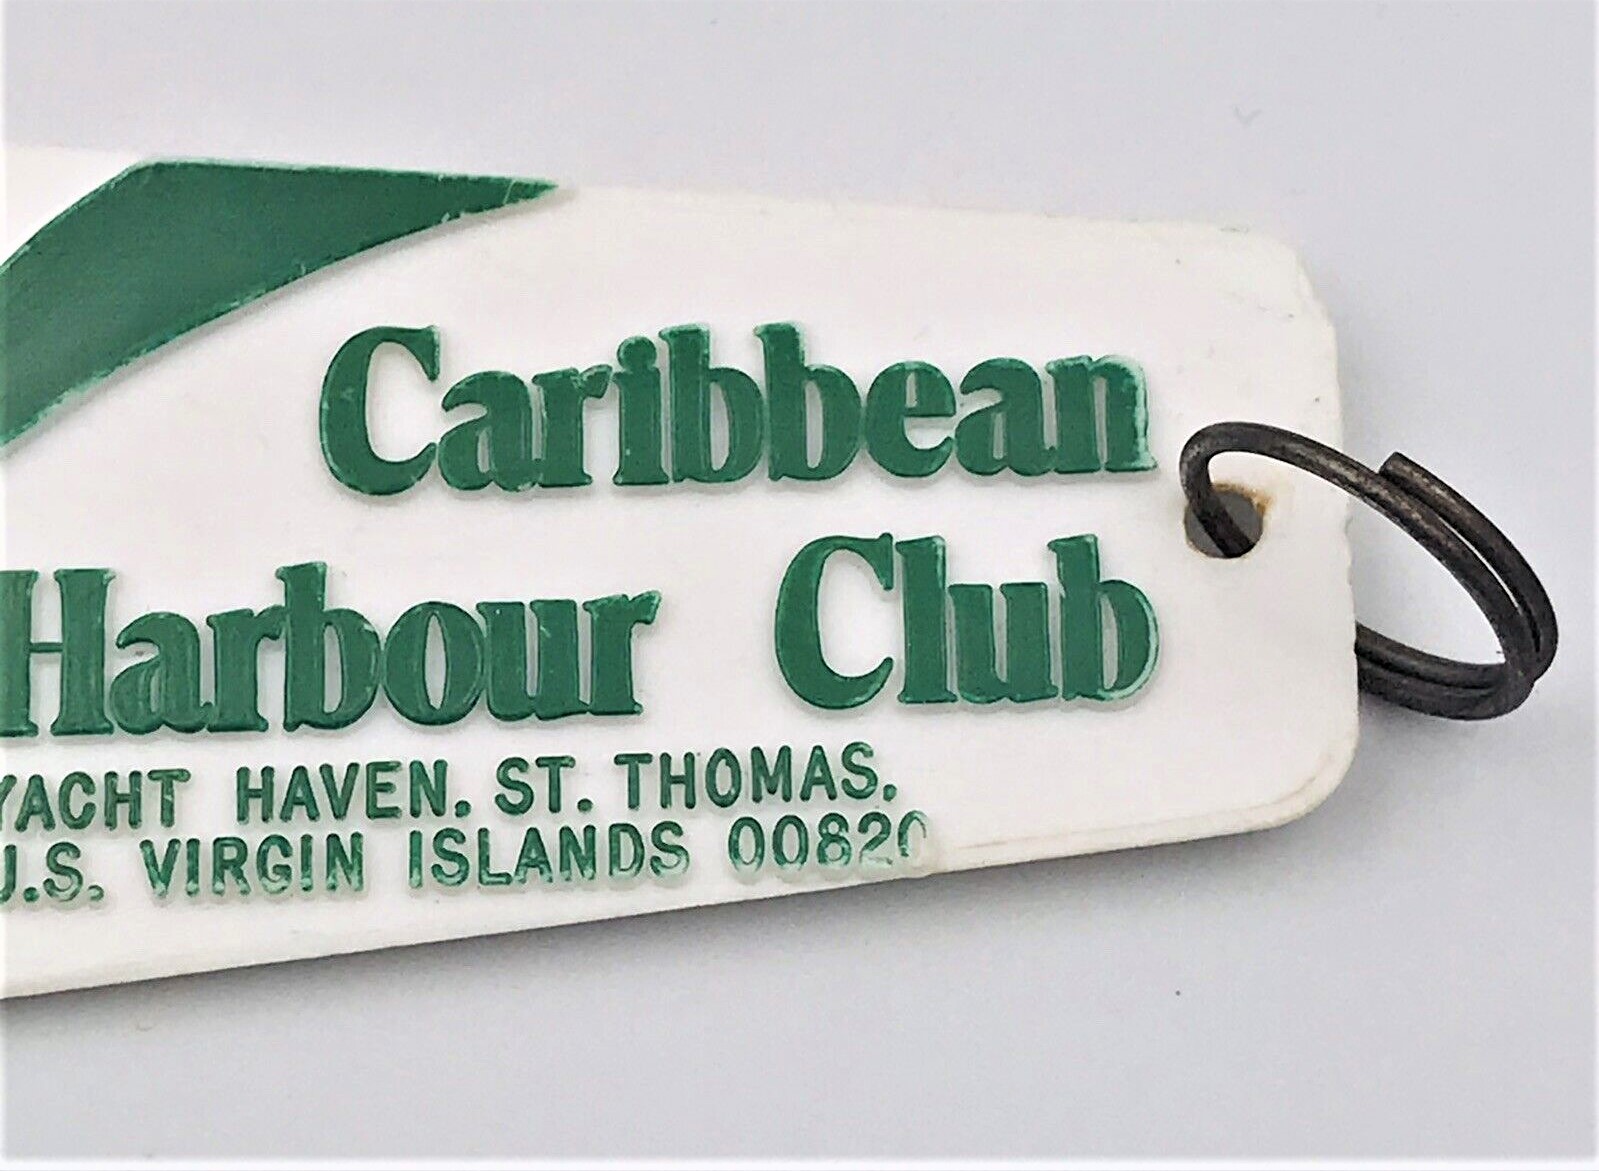 Caribbean
Harbour Club
YACHT HAVEN. ST. THOMAS.
U.S. VIRGIN ISLANDS 00820